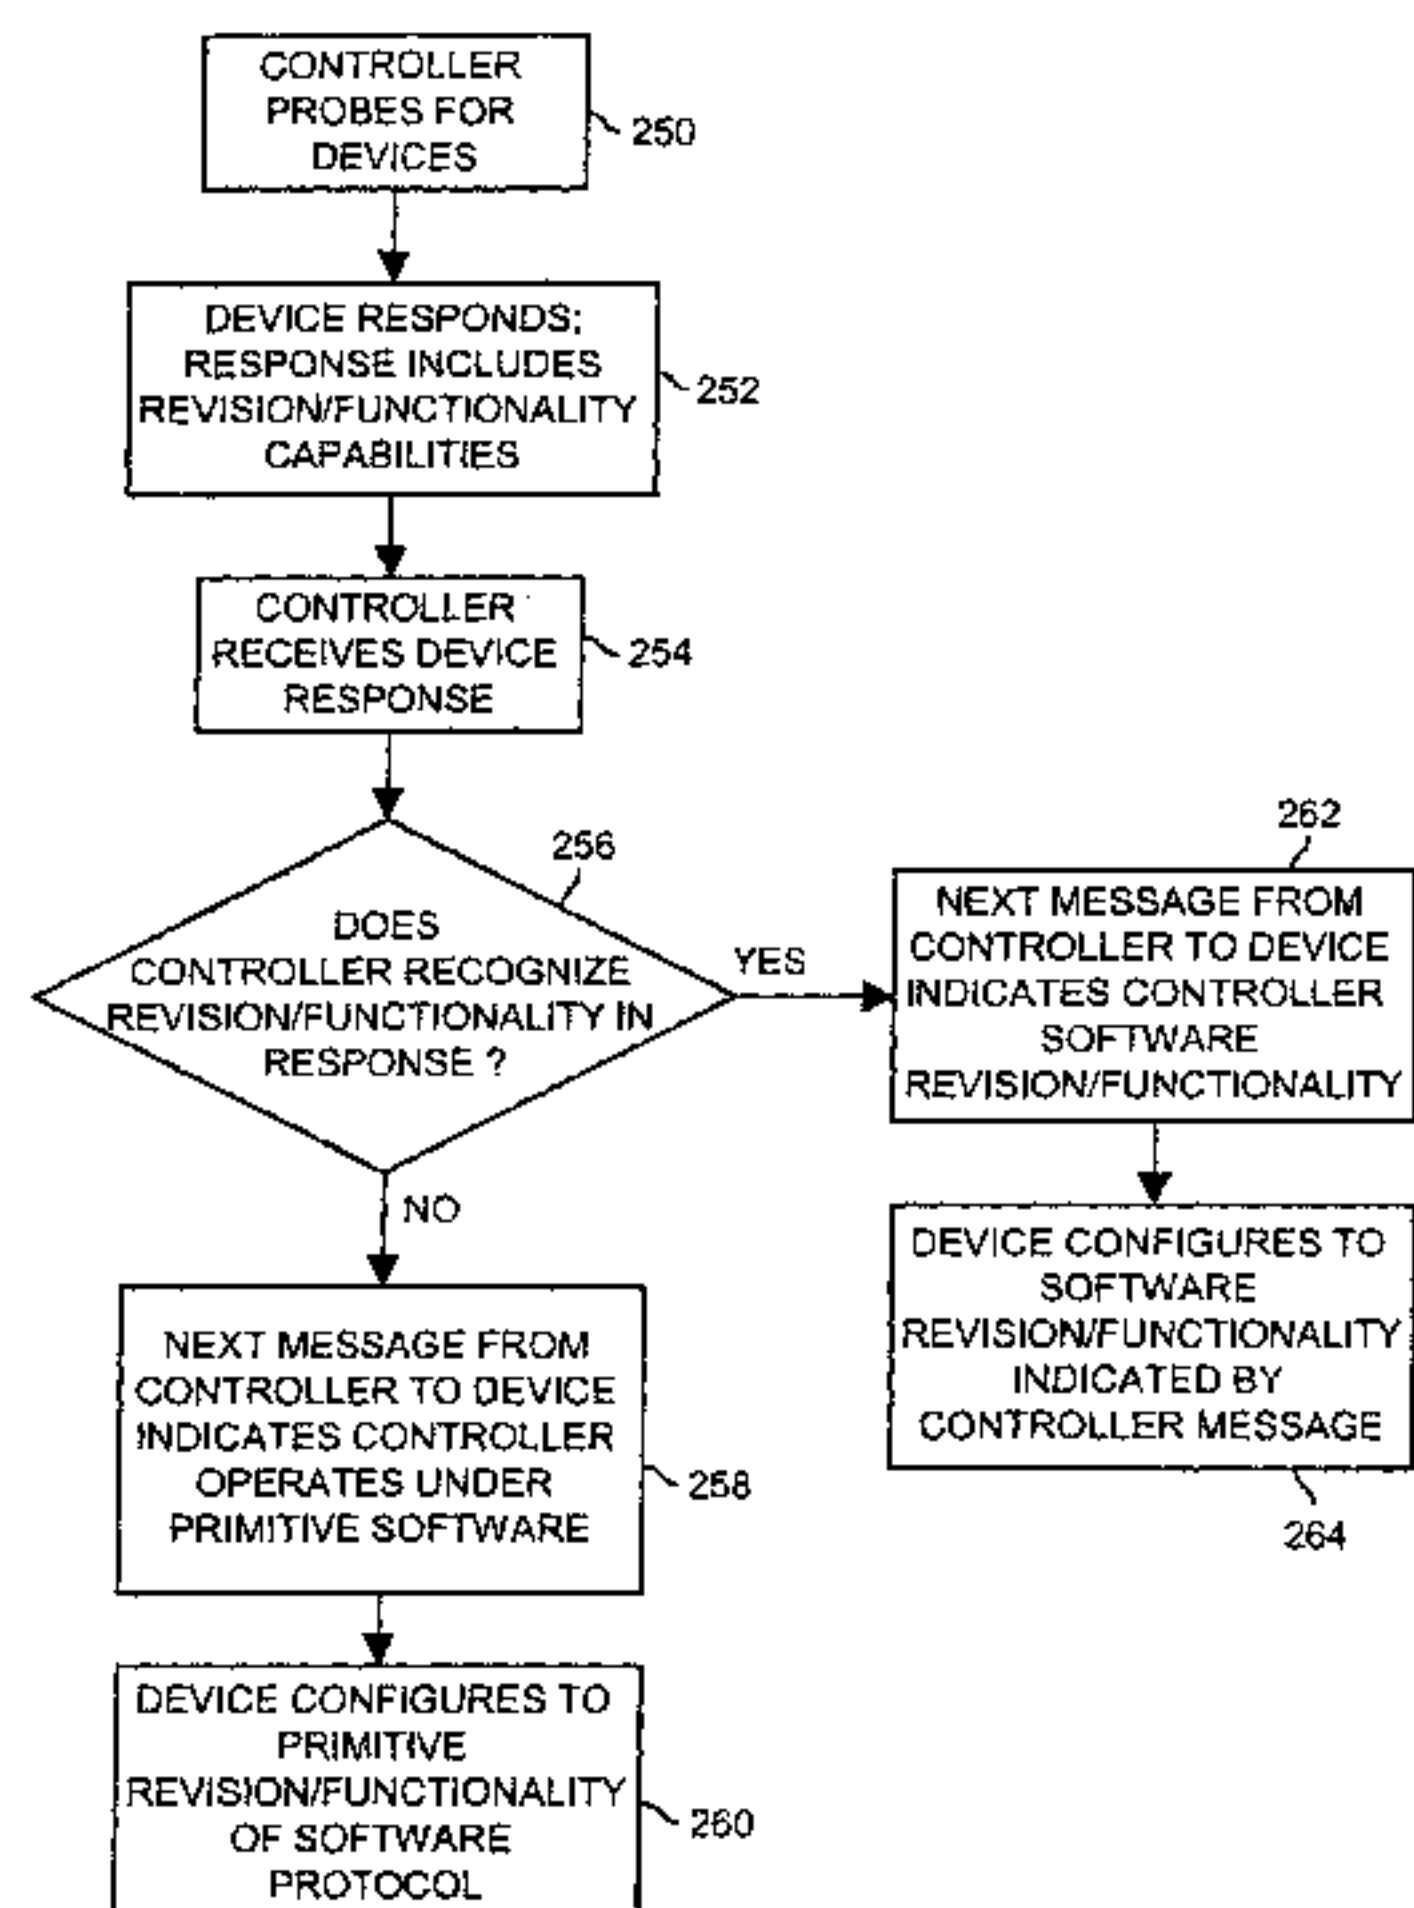 CONTROLLER
PROBES FOR
DEVICES
250
DEVICE RESPONDS;
RESPONSE INCLUDES
REVISION/FUNCTIONALITY
CAPABILITIES
252
CONTROLLER
RECEIVES DEVICE
RESPONSE
254
256
DOES
CONTROLLER RECOGNIZE
REVISION/FUNCTIONALITY IN
RESPONSE ?
YES
NO
262
NEXT MESSAGE FROM
CONTROLLER TO DEVICE
INDICATES CONTROLLER
SOFTWARE
REVISION/FUNCTIONALITY
DEVICE CONFIGURES TO
SOFTWARE
REVISION/FUNCTIONALITY
INDICATED BY
CONTROLLER MESSAGE
264
NEXT MESSAGE FROM
CONTROLLER TO DEVICE
INDICATES CONTROLLER
OPERATES UNDER
PRIMITIVE SOFTWARE
258
DEVICE CONFIGURES TO
PRIMITIVE
REVISION/FUNCTIONALITY
OF SOFTWARE
PROTOCOL
260